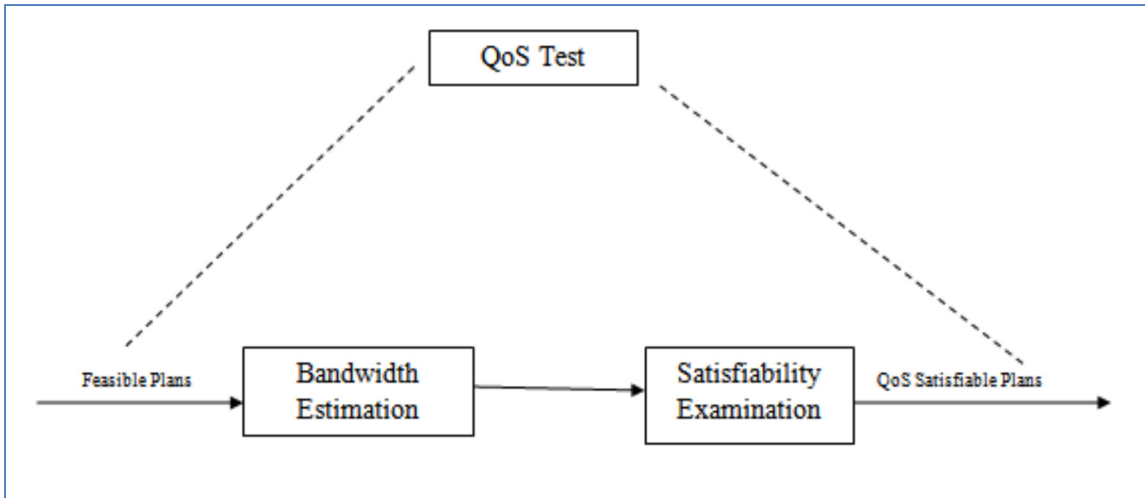 QoS Test
Feasible Plans
Bandwidth
Estimation
Satisfiability
Examination
QoS Satisfiable Plans